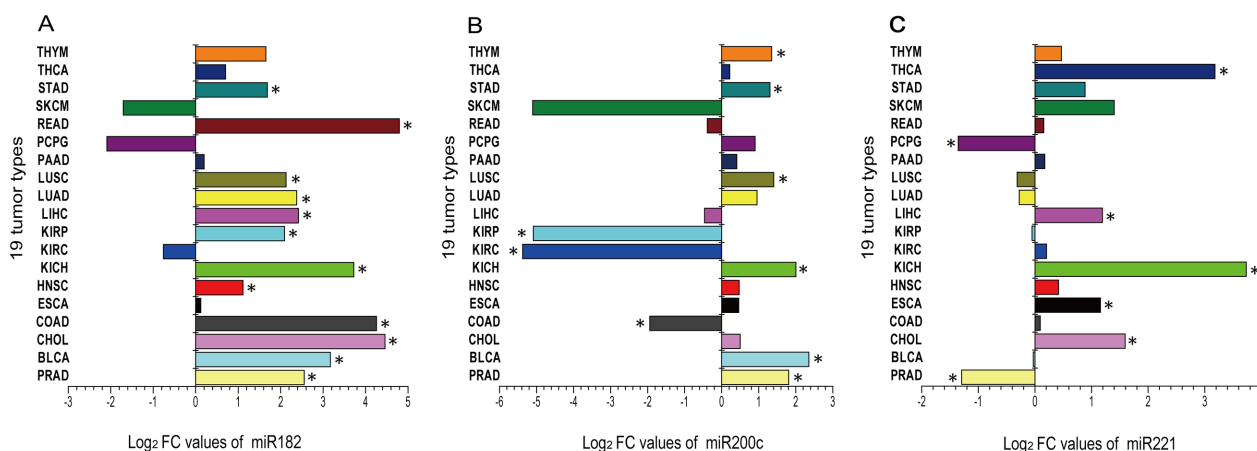 A
THYM
THCA
STAD *
SKCM
READ *
PCPG
PAAD
LUSC *
LUAD *
LIHC *
KIRP *
KIRC
KICH *
HNSC *
ESCA
COAD *
CHOL *
BLCA *
PRAD *
19 tumor types
-3 -2 -1 0 1 2 3 4 5
Log₂ FC values of miR182
B
THYM *
THCA
STAD *
SKCM
READ
PCPG
PAAD
LUSC *
LUAD
LIHC
KIRP *
KIRC *
KICH *
HNSC
ESCA
COAD *
CHOL
BLCA *
PRAD *
19 tumor types
-6 -5 -4 -3 -2 -1 0 1 2 3
Log₂ FC values of miR200c
C
THYM
THCA *
STAD
SKCM
READ
PCPG *
PAAD
LUSC
LUAD
LIHC *
KIRP
KIRC
KICH *
HNSC
ESCA *
COAD
CHOL *
BLCA
PRAD *
19 tumor types
-2 -1 0 1 2 3
Log₂ FC values of miR221